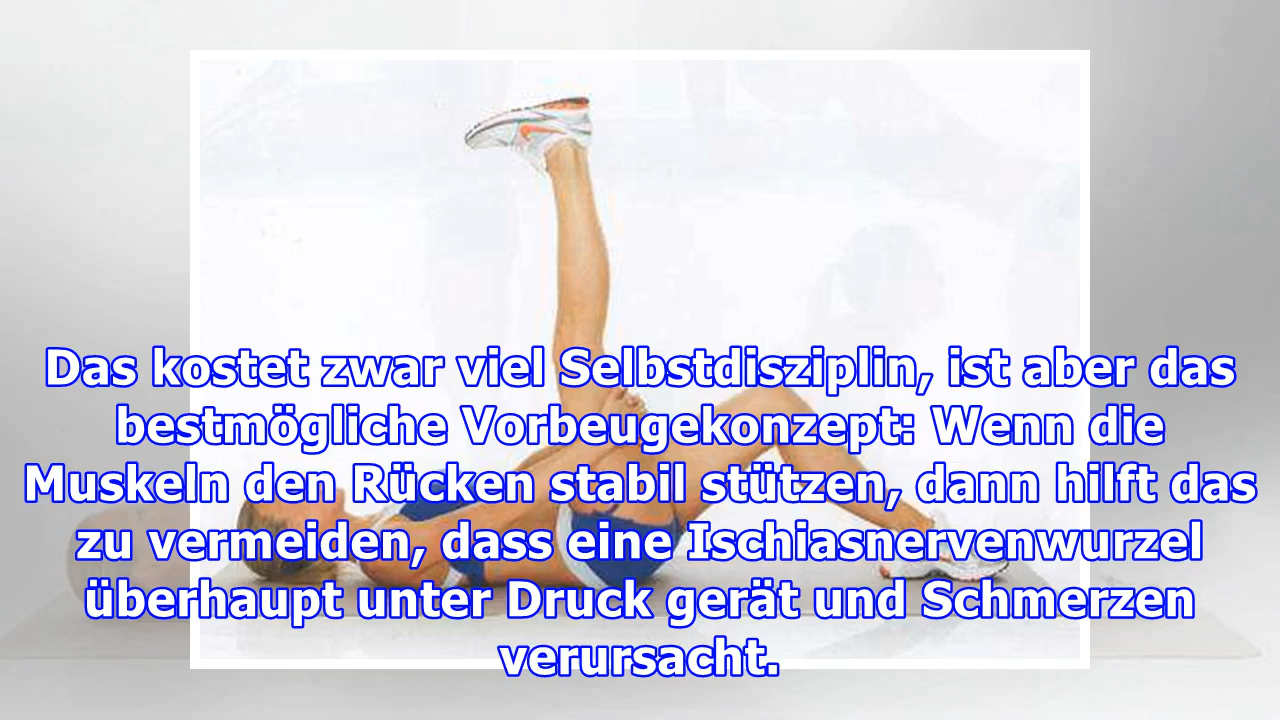 Das kostet zwar viel Selbstdisziplin, ist aber das
bestmögliche Vorbeugekonzept: Wenn die
Muskeln den Rücken stabil stützen, dann hilft das
zu vermeiden, dass eine Ischiasnervenwurzel
überhaupt unter Druck gerät und Schmerzen
verursacht.